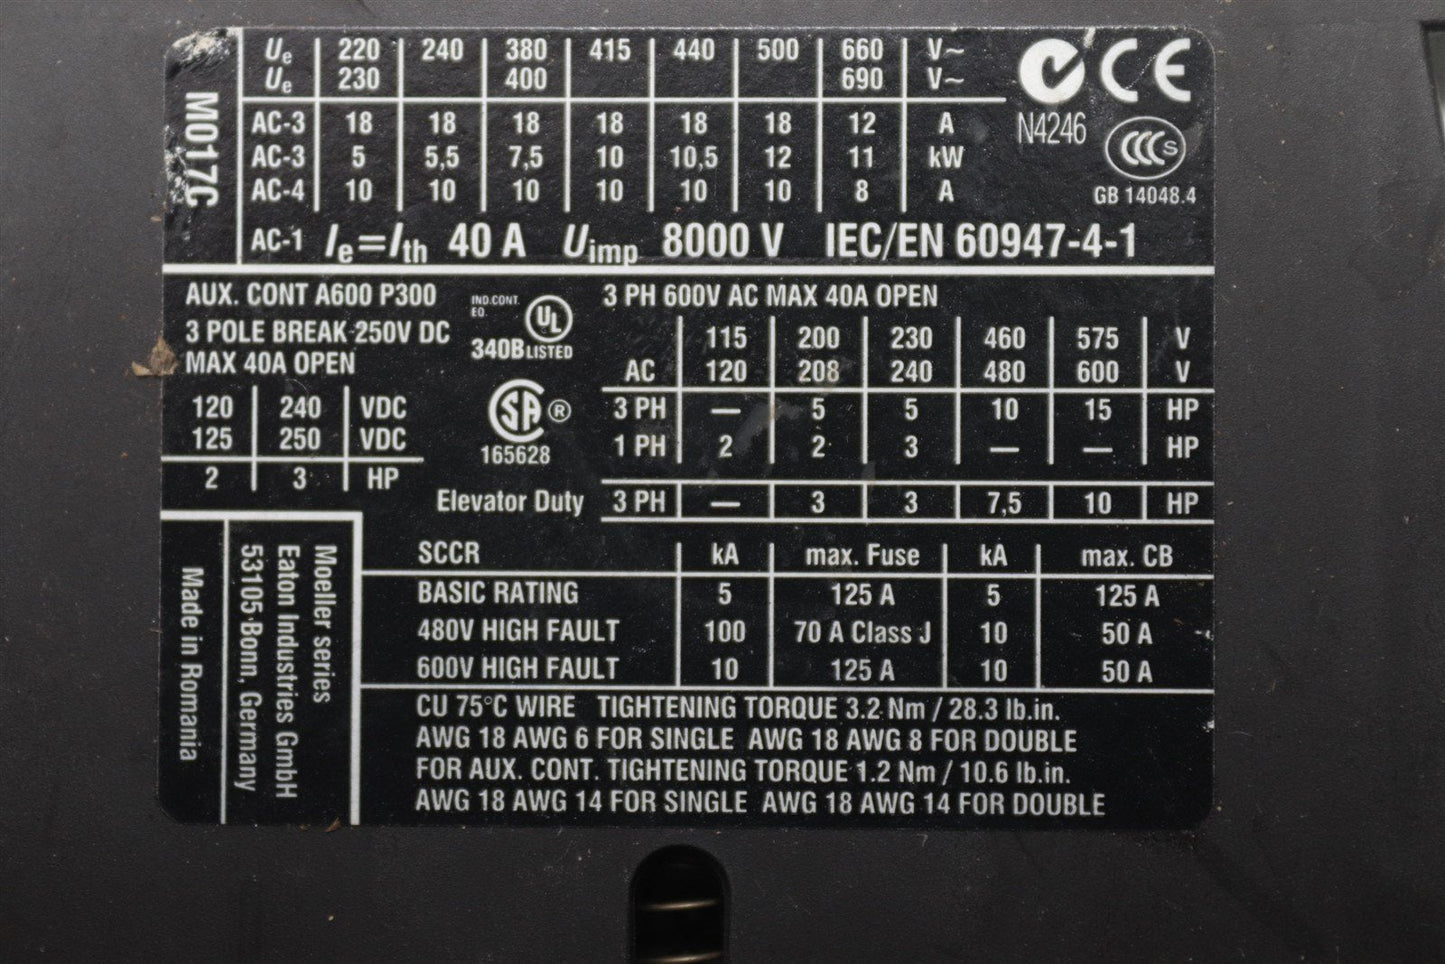 M017C
Ue 220 240 380 415 440 500 660 V~
Ue 230 400 690 V~
AC-3 18 18 18 18 18 18 12 A
AC-3 5 5,5 7,5 10 10,5 12 11 kW
AC-4 10 10 10 10 10 10 8 A
AC-1 Ie=Ith 40 A Uimp 8000 V IEC/EN 60947-4-1
CE
N4246
CCC S
GB 14048.4
AUX. CONT A600 P300
3 POLE BREAK 250V DC
MAX 40A OPEN
120 240 VDC
125 250 VDC
2 3 HP
IND.CONT.
EQ.
UL
340B LISTED
SA ®
165628
3 PH 600V AC MAX 40A OPEN
115 200 230 460 575 V
AC 120 208 240 480 600 V
3 PH — 5 5 10 15 HP
1 PH 2 2 3 — — HP
Elevator Duty 3 PH — 3 3 7,5 10 HP
SCCR kA max. Fuse kA max. CB
BASIC RATING 5 125 A 5 125 A
480V HIGH FAULT 100 70 A Class J 10 50 A
600V HIGH FAULT 10 125 A 10 50 A
CU 75°C WIRE TIGHTENING TORQUE 3.2 Nm / 28.3 lb.in.
AWG 18 AWG 6 FOR SINGLE AWG 18 AWG 8 FOR DOUBLE
FOR AUX. CONT. TIGHTENING TORQUE 1.2 Nm / 10.6 lb.in.
AWG 18 AWG 14 FOR SINGLE AWG 18 AWG 14 FOR DOUBLE
Moeller series
Eaton Industries GmbH
53105 Bonn, Germany
Made in Romania